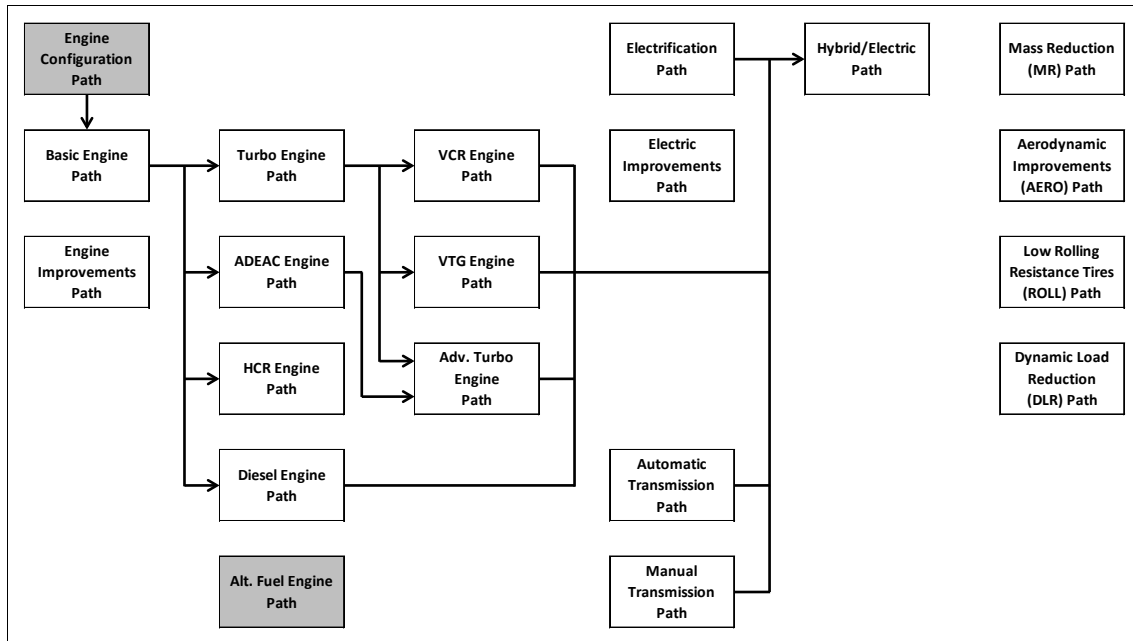 Engine
Configuration
Path
Electrification
Path
Hybrid/Electric
Path
Mass Reduction
(MR) Path
Basic Engine
Path
Turbo Engine
Path
VCR Engine
Path
Electric
Improvements
Path
Aerodynamic
Improvements
(AERO) Path
Engine
Improvements
Path
ADEAC Engine
Path
VTG Engine
Path
Low Rolling
Resistance Tires
(ROLL) Path
HCR Engine
Path
Adv. Turbo
Engine
Path
Dynamic Load
Reduction
(DLR) Path
Diesel Engine
Path
Automatic
Transmission
Path
Alt. Fuel Engine
Path
Manual
Transmission
Path